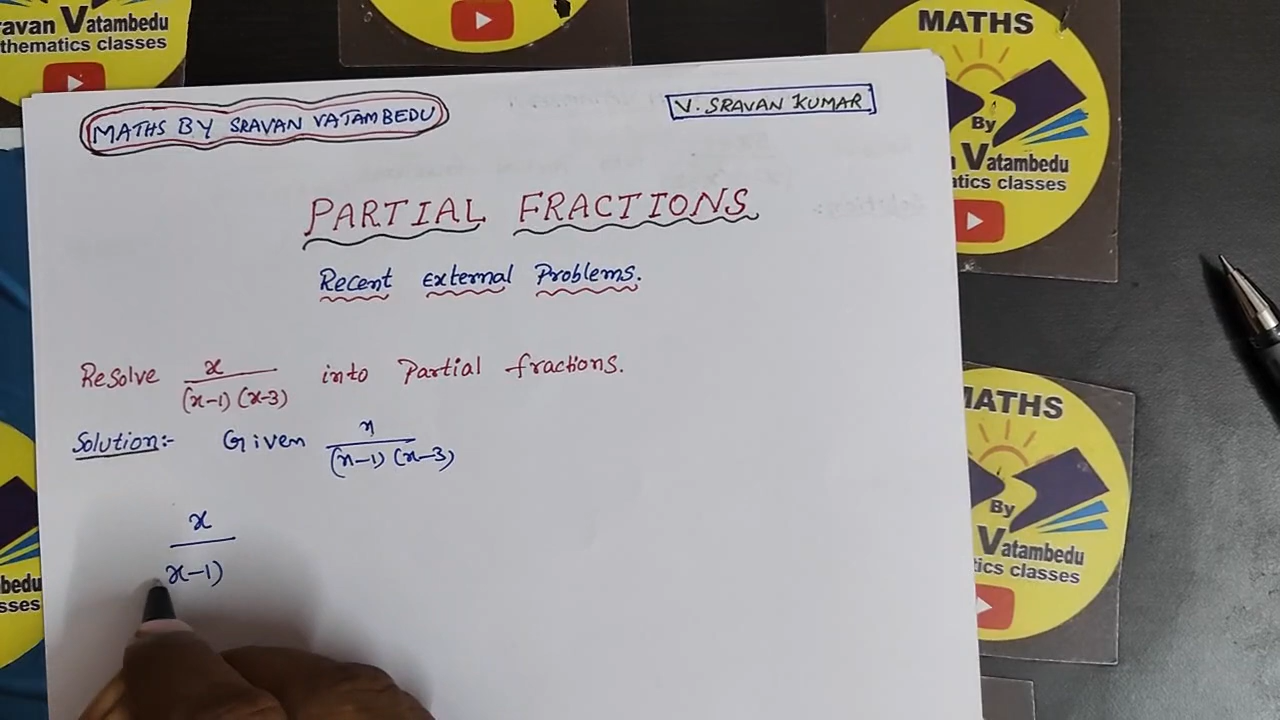 ravan Vatambedu
thematics classes
MATHS
By
Vatambedu
atics classes
MATHS BY SRAVAN VATAMBEDU
V. SRAVAN KUMAR
PARTIAL FRACTIONS
Recent External Problems.
Resolve x/(x-1)(x-3) into Partial fractions.
Solution:- Given x/(x-1)(x-3)
x
x-1)
MATHS
By
Vatambedu
tics classes
bedu
sses